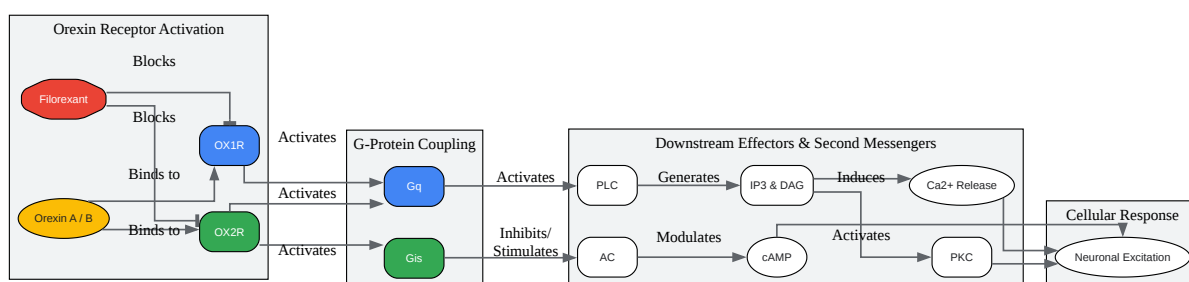 Orexin Receptor Activation
Blocks
Filorexant
Blocks
OX1R
Activates
Binds to
Orexin A / B
Binds to
OX2R
Activates
Activates
G-Protein Coupling
Gq
Gis
Activates
Inhibits/
Stimulates
Downstream Effectors & Second Messengers
PLC
Generates
IP3 & DAG
Induces
Ca2+ Release
AC
Modulates
cAMP
Activates
PKC
Cellular Response
Neuronal Excitation